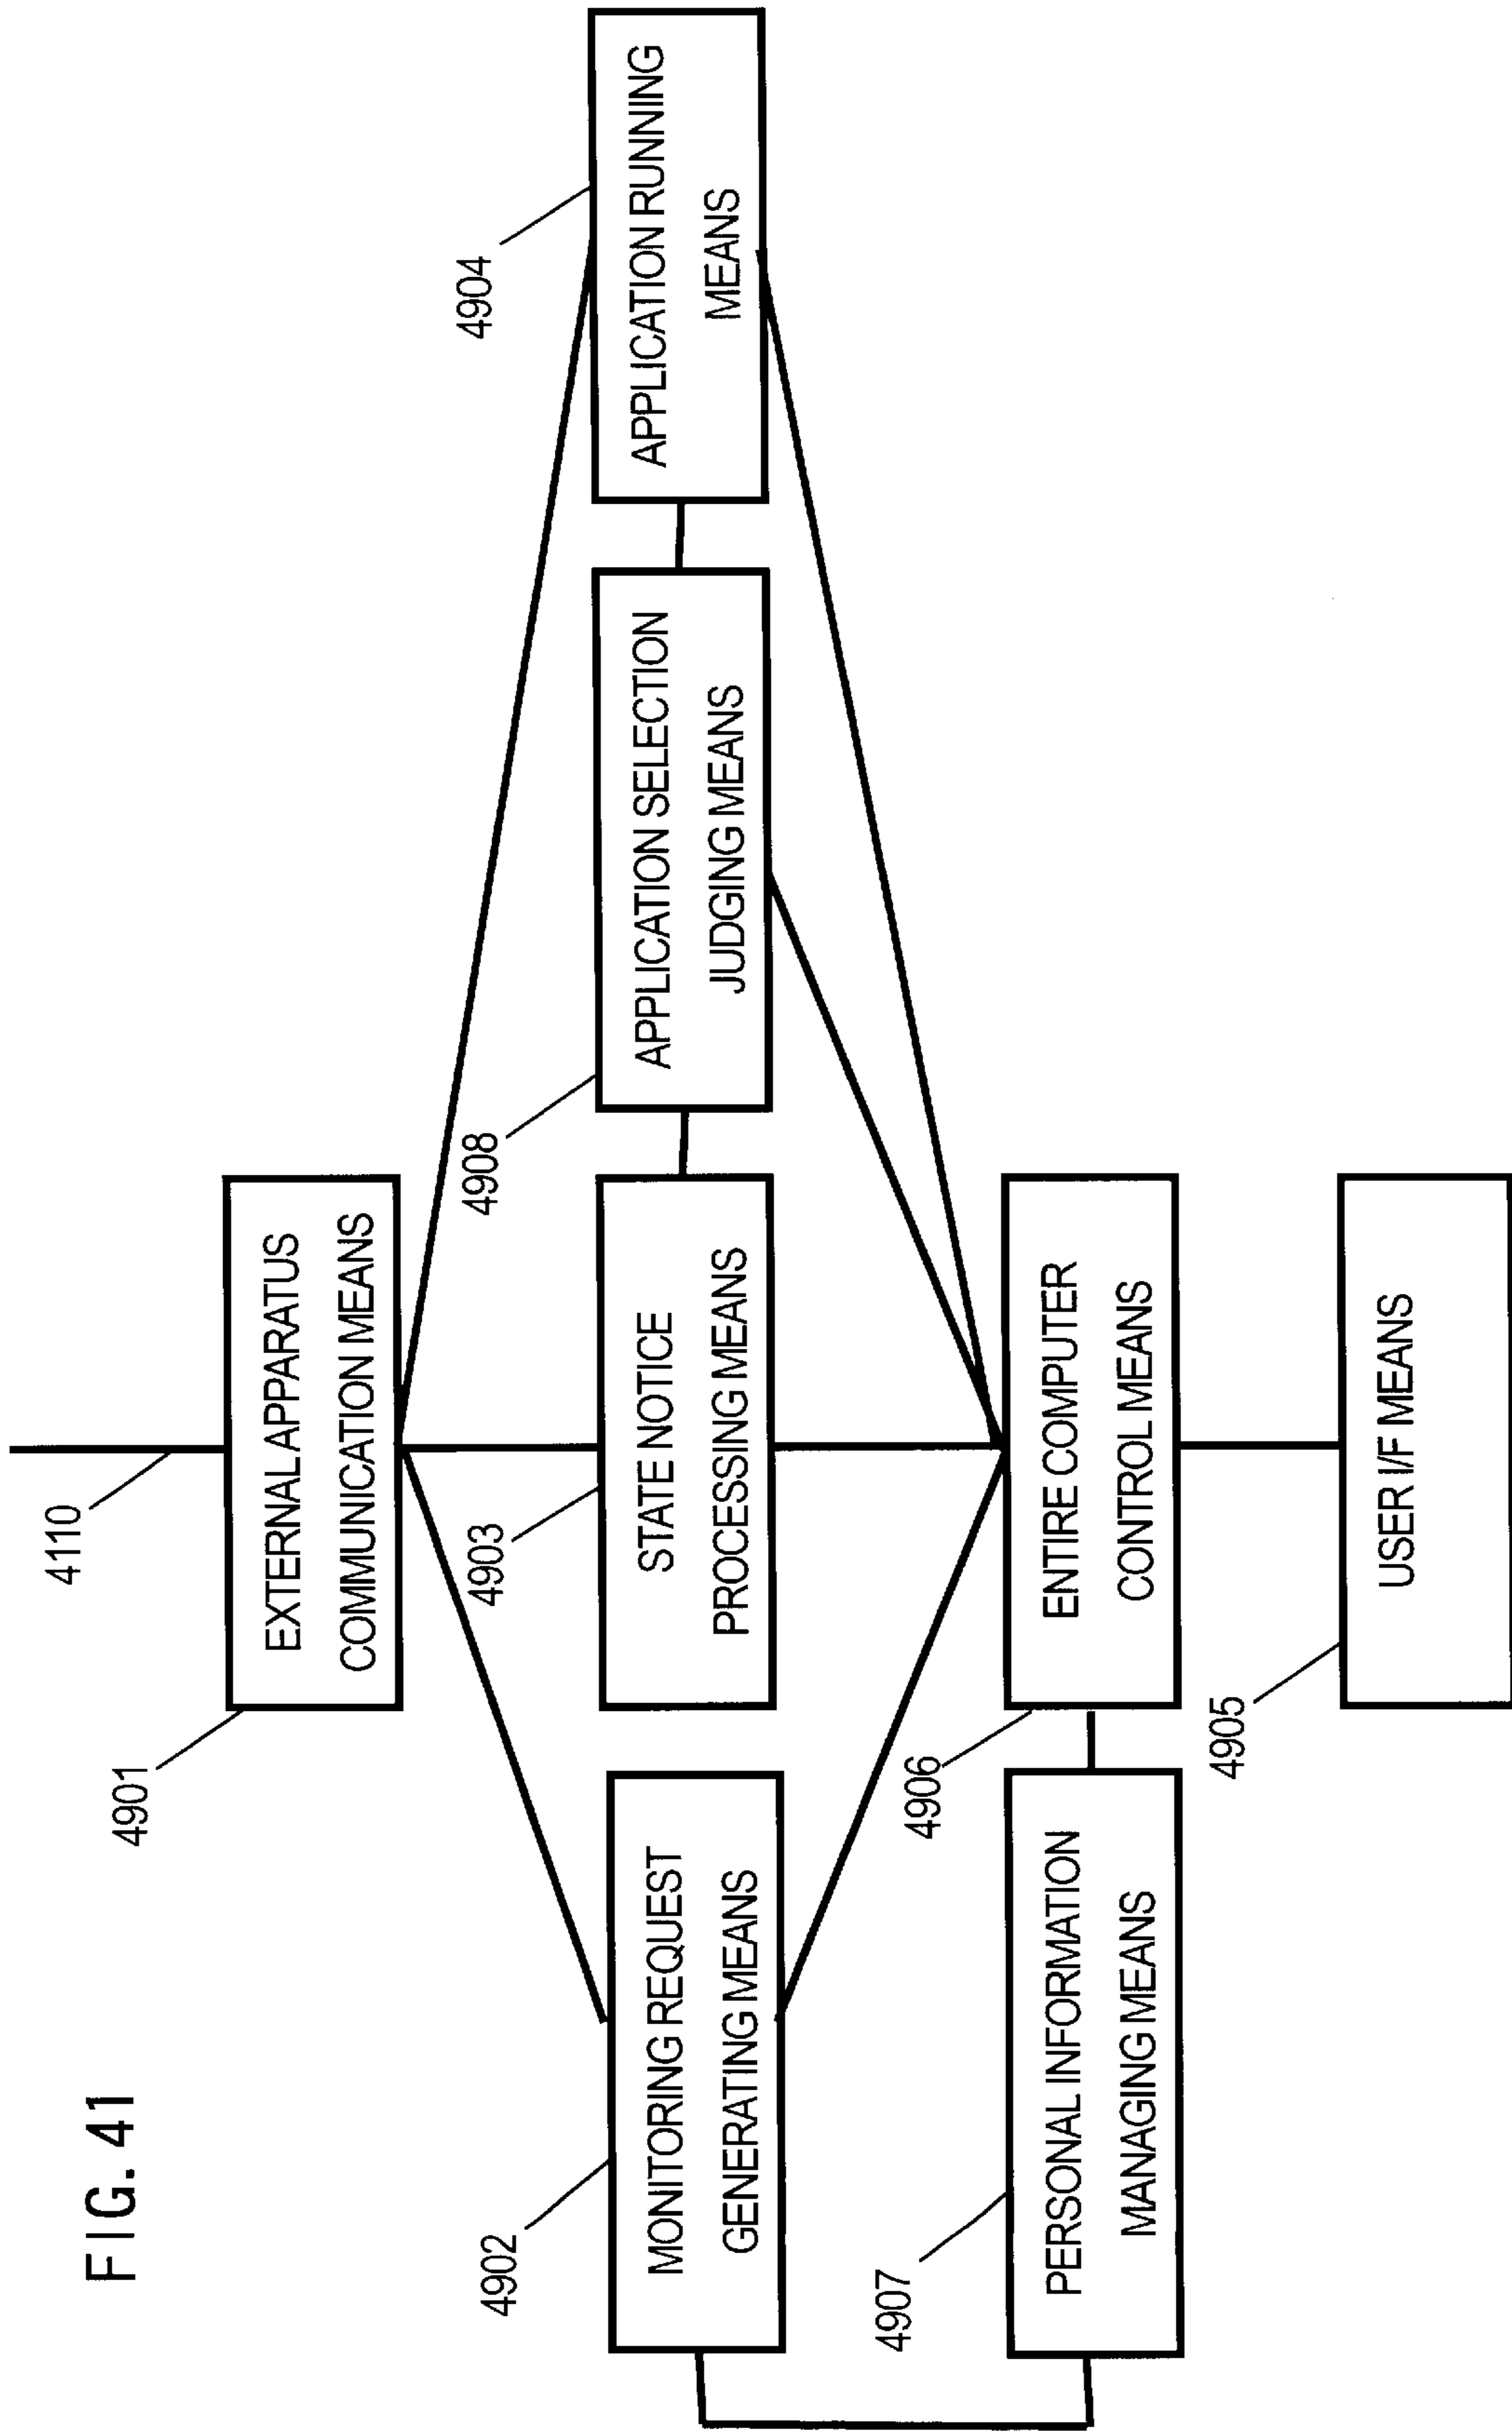 FIG. 41
4110
4901
EXTERNAL APPARATUS
COMMUNICATION MEANS
4902
MONITORING REQUEST
GENERATING MEANS
4903
STATE NOTICE
PROCESSING MEANS
4908
APPLICATION SELECTION
JUDGING MEANS
4904
APPLICATION RUNNING
MEANS
4907
PERSONAL INFORMATION
MANAGING MEANS
4906
ENTIRE COMPUTER
CONTROL MEANS
4905
USER I/F MEANS